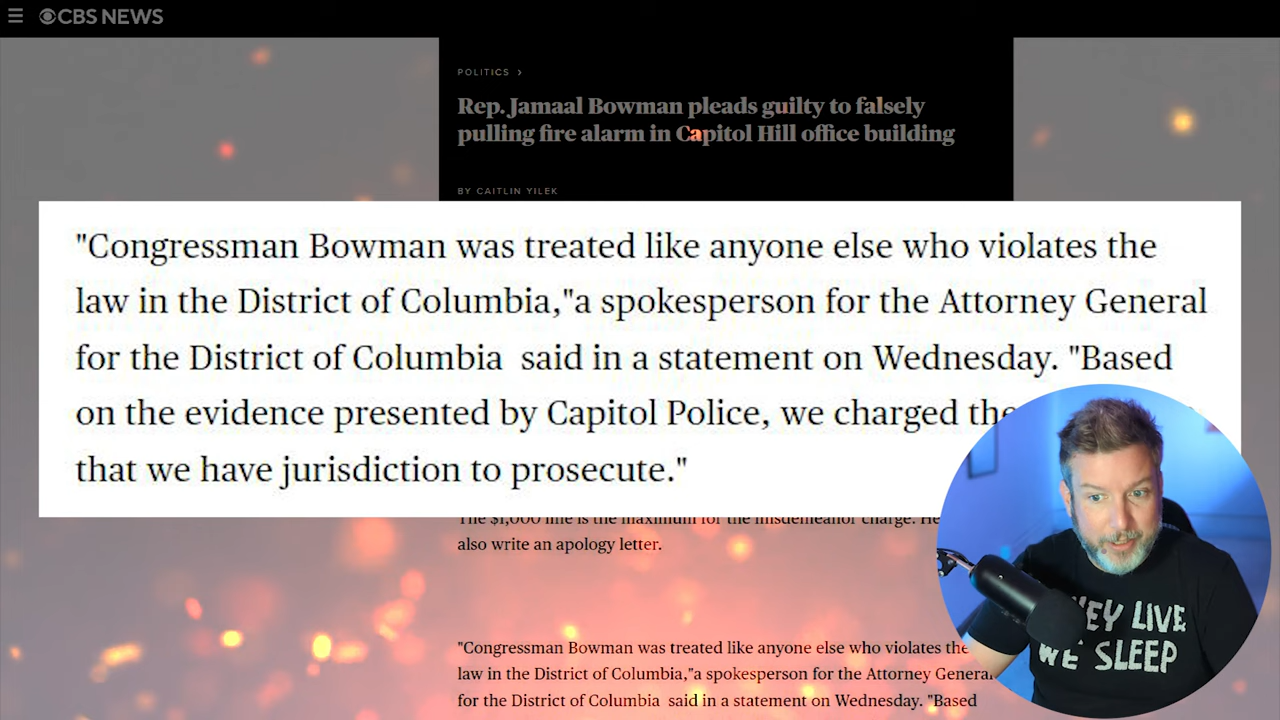 CBS NEWS
POLITICS >
Rep. Jamaal Bowman pleads guilty to falsely
pulling fire alarm in Capitol Hill office building
BY CAITLIN YILEK
"Congressman Bowman was treated like anyone else who violates the
law in the District of Columbia,"a spokesperson for the Attorney General
for the District of Columbia said in a statement on Wednesday. "Based
on the evidence presented by Capitol Police, we charged the
that we have jurisdiction to prosecute."
The $1,000 fine is the maximum for the misdemeanor charge. He
also write an apology letter.
"Congressman Bowman was treated like anyone else who violates the
law in the District of Columbia,"a spokesperson for the Attorney General
for the District of Columbia said in a statement on Wednesday. "Based
THEY LIVE
WE SLEEP